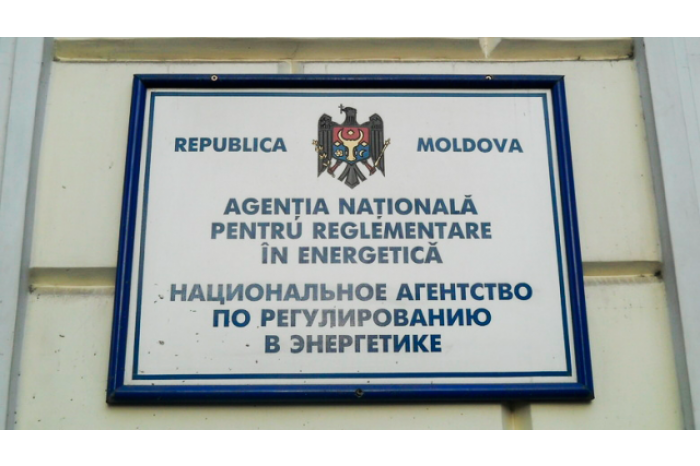 REPUBLICA MOLDOVA
AGENȚIA NAȚIONALĂ
PENTRU REGLEMENTARE
ÎN ENERGETICĂ
НАЦИОНАЛЬНОЕ АГЕНТСТВО
ПО РЕГУЛИРОВАНИЮ
В ЭНЕРГЕТИКЕ